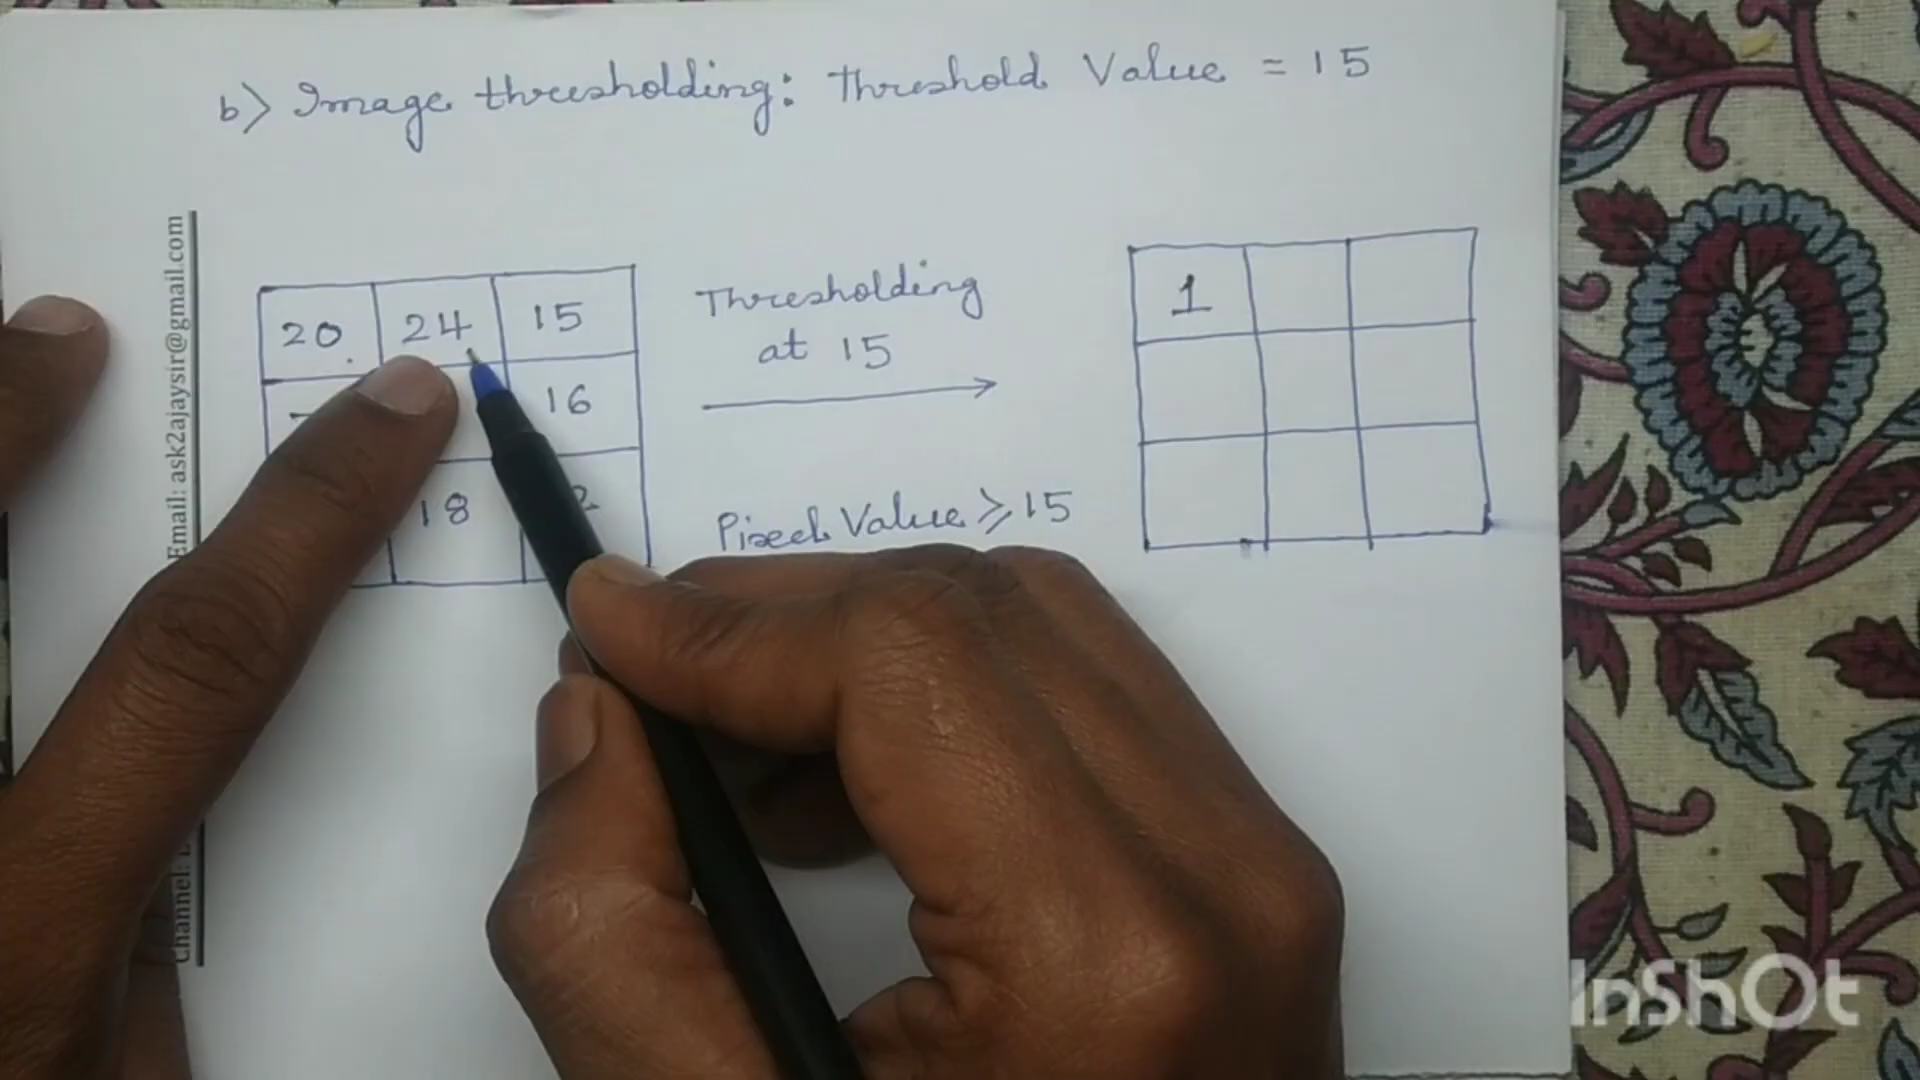 b) Image thresholding: Threshold Value = 15
20 24 15
16
18
Thresholding
at 15
Pixel Value ≥ 15
1
Email: ask2ajaysir@gmail.com
Channel:
InShOt